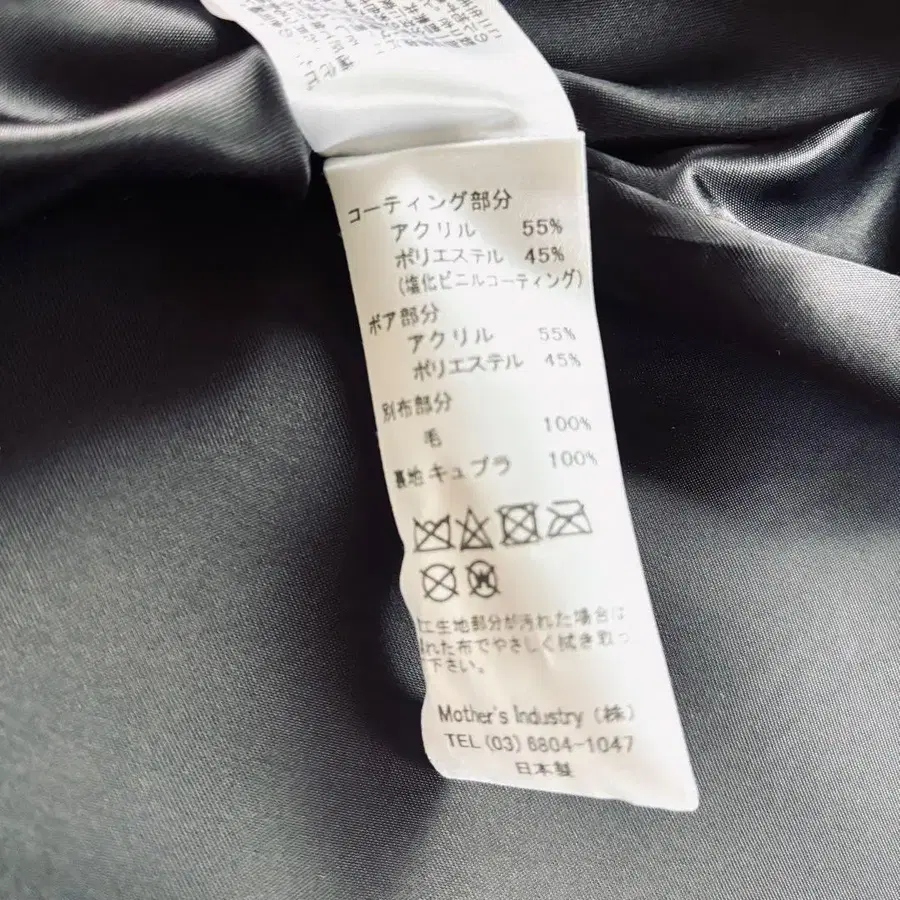 コーティング部分
アクリル 55%
ポリエステル 45%
(塩化ビニルコーティング)
ボア部分
アクリル 55%
ポリエステル 45%
別布部分
毛 100%
裏地 キュプラ 100%
生地部分が汚れた場合は
れた布でやさしく拭き取っ
下さい。
Mother's Industry (株)
TEL (03) 6804-1047
日本製